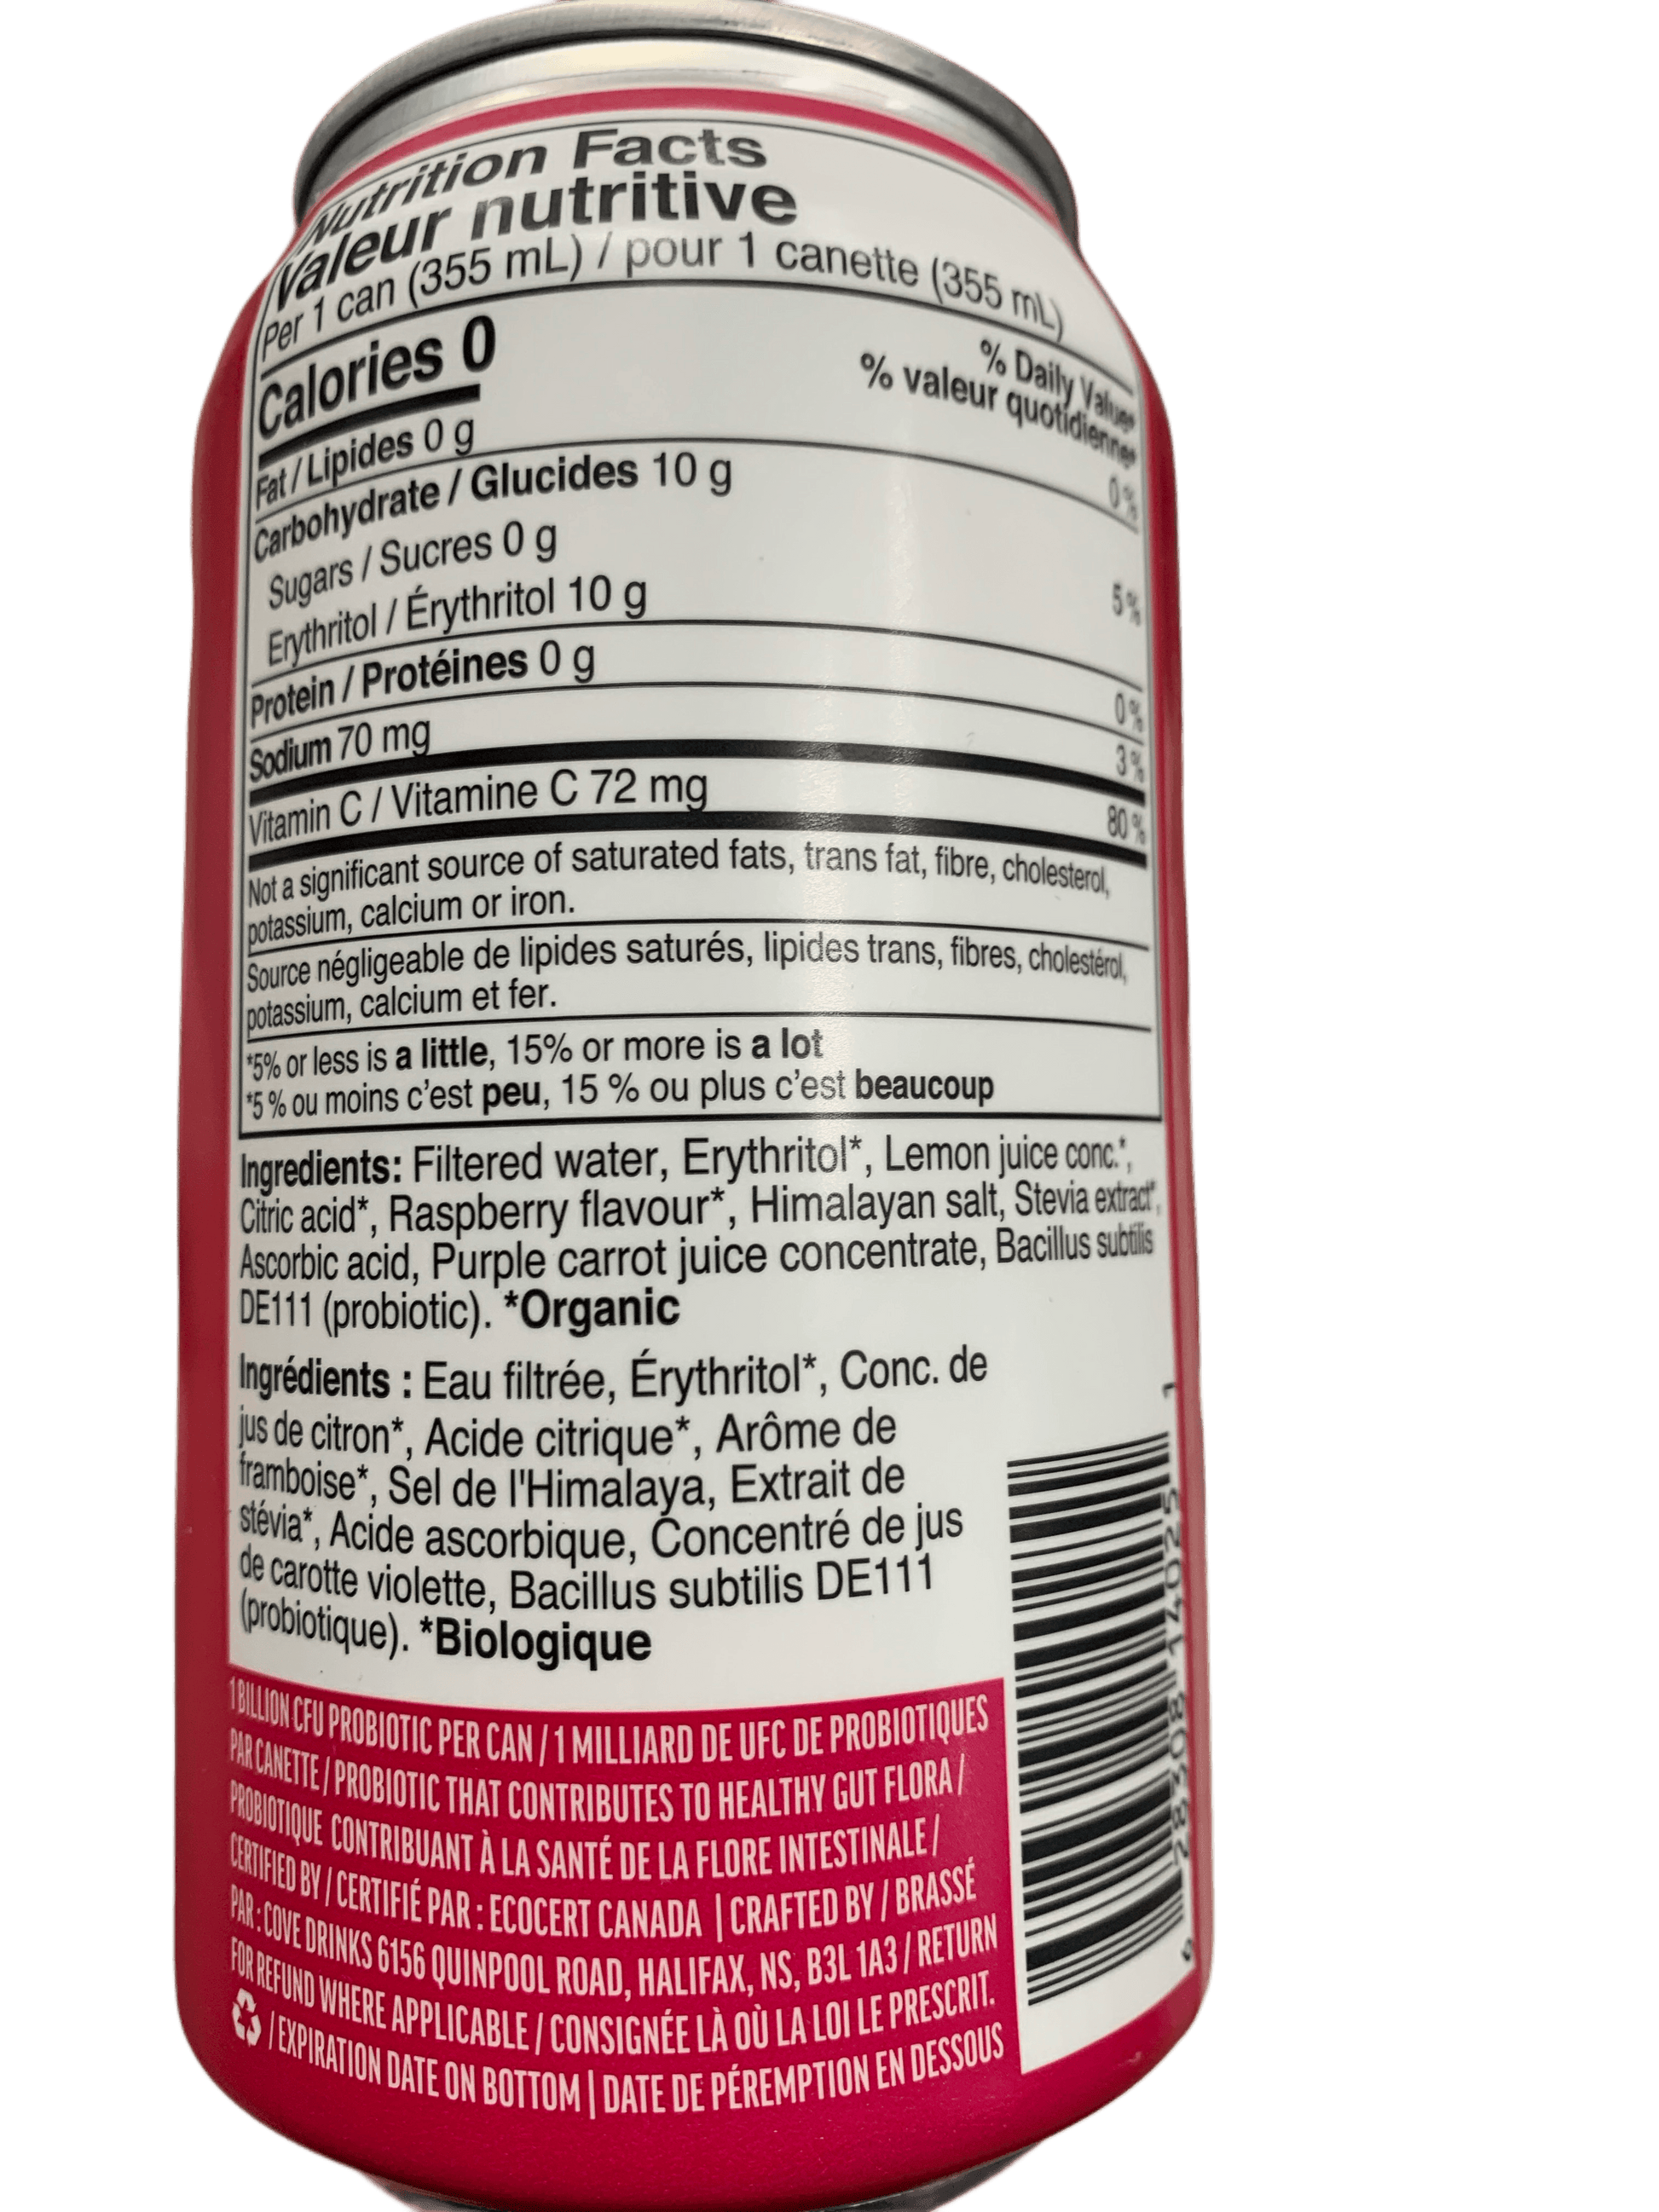 Nutrition Facts
Valeur nutritive
Per 1 can (355 mL) / pour 1 canette (355 mL)
Calories 0
% Daily Value*
% valeur quotidienne*
Fat / Lipides 0 g 0 %
Carbohydrate / Glucides 10 g
Sugars / Sucres 0 g
Erythritol / Érythritol 10 g 5 %
Protein / Protéines 0 g 0 %
Sodium 70 mg 3 %
Vitamin C / Vitamine C 72 mg 80 %
Not a significant source of saturated fats, trans fat, fibre, cholesterol,
potassium, calcium or iron.
Source négligeable de lipides saturés, lipides trans, fibres, cholestérol,
potassium, calcium et fer.
*5% or less is a little, 15% or more is a lot
*5 % ou moins c'est peu, 15 % ou plus c'est beaucoup
Ingredients: Filtered water, Erythritol*, Lemon juice conc.*,
Citric acid*, Raspberry flavour*, Himalayan salt, Stevia extract*,
Ascorbic acid, Purple carrot juice concentrate, Bacillus subtilis
DE111 (probiotic). *Organic
Ingrédients : Eau filtrée, Érythritol*, Conc. de
jus de citron*, Acide citrique*, Arôme de
framboise*, Sel de l'Himalaya, Extrait de
stévia*, Acide ascorbique, Concentré de jus
de carotte violette, Bacillus subtilis DE111
(probiotique). *Biologique
1 BILLION CFU PROBIOTIC PER CAN / 1 MILLIARD DE UFC DE PROBIOTIQUES
PAR CANETTE / PROBIOTIC THAT CONTRIBUTES TO HEALTHY GUT FLORA /
PROBIOTIQUE CONTRIBUANT À LA SANTÉ DE LA FLORE INTESTINALE /
CERTIFIED BY / CERTIFIÉ PAR : ECOCERT CANADA | CRAFTED BY / BRASSÉ
PAR : COVE DRINKS 6156 QUINPOOL ROAD, HALIFAX, NS, B3L 1A3 / RETURN
FOR REFUND WHERE APPLICABLE / CONSIGNÉE LÀ OÙ LA LOI LE PRESCRIT.
/ EXPIRATION DATE ON BOTTOM | DATE DE PÉREMPTION EN DESSOUS